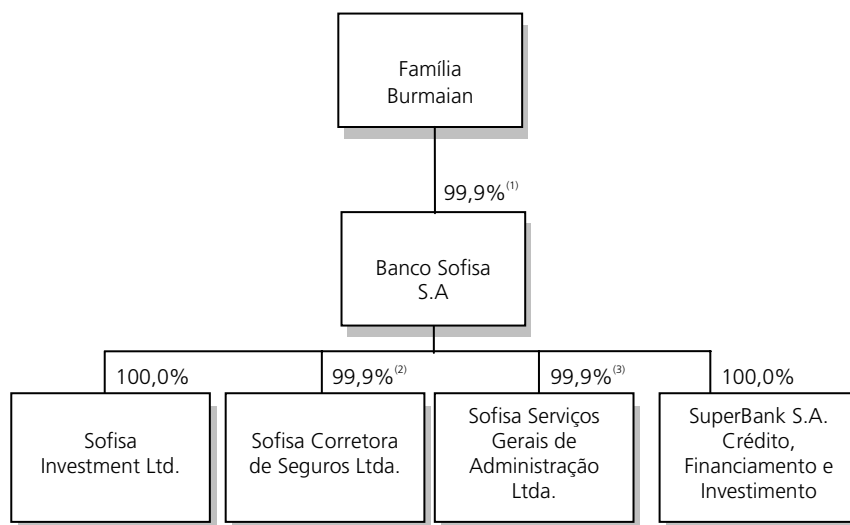 Família
Burmaian
99,9%(1)
Banco Sofisa
S.A
100,0%
99,9%(2)
99,9%(3)
100,0%
Sofisa
Investment Ltd.
Sofisa Corretora
de Seguros Ltda.
Sofisa Serviços
Gerais de
Administração
Ltda.
SuperBank S.A.
Crédito,
Financiamento e
Investimento